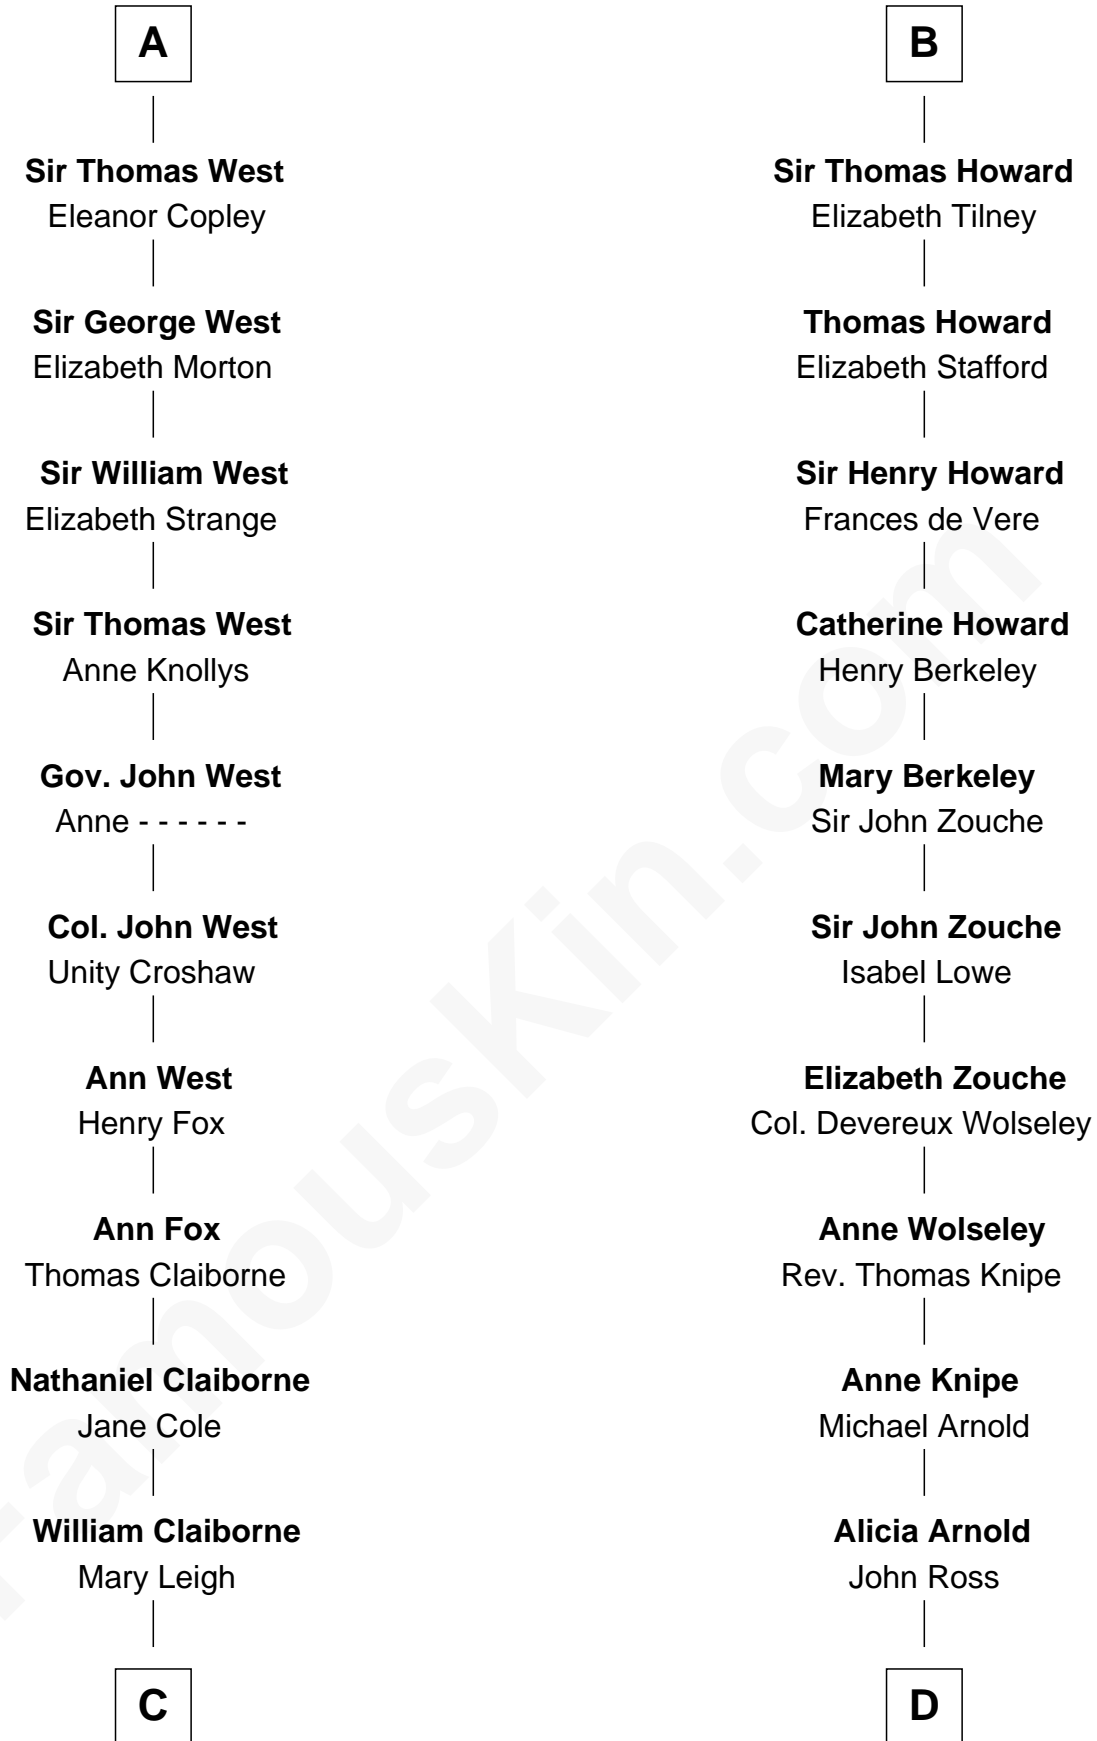 A
Sir Thomas West
Eleanor Copley
Sir George West
Elizabeth Morton
Sir William West
Elizabeth Strange
Sir Thomas West
Anne Knollys
Gov. John West
Anne - - - - - -
Col. John West
Unity Croshaw
Ann West
Henry Fox
Ann Fox
Thomas Claiborne
Nathaniel Claiborne
Jane Cole
William Claiborne
Mary Leigh
C
B
Sir Thomas Howard
Elizabeth Tilney
Thomas Howard
Elizabeth Stafford
Sir Henry Howard
Frances de Vere
Catherine Howard
Henry Berkeley
Mary Berkeley
Sir John Zouche
Sir John Zouche
Isabel Lowe
Elizabeth Zouche
Col. Devereux Wolseley
Anne Wolseley
Rev. Thomas Knipe
Anne Knipe
Michael Arnold
Alicia Arnold
John Ross
D
FamousKin.com